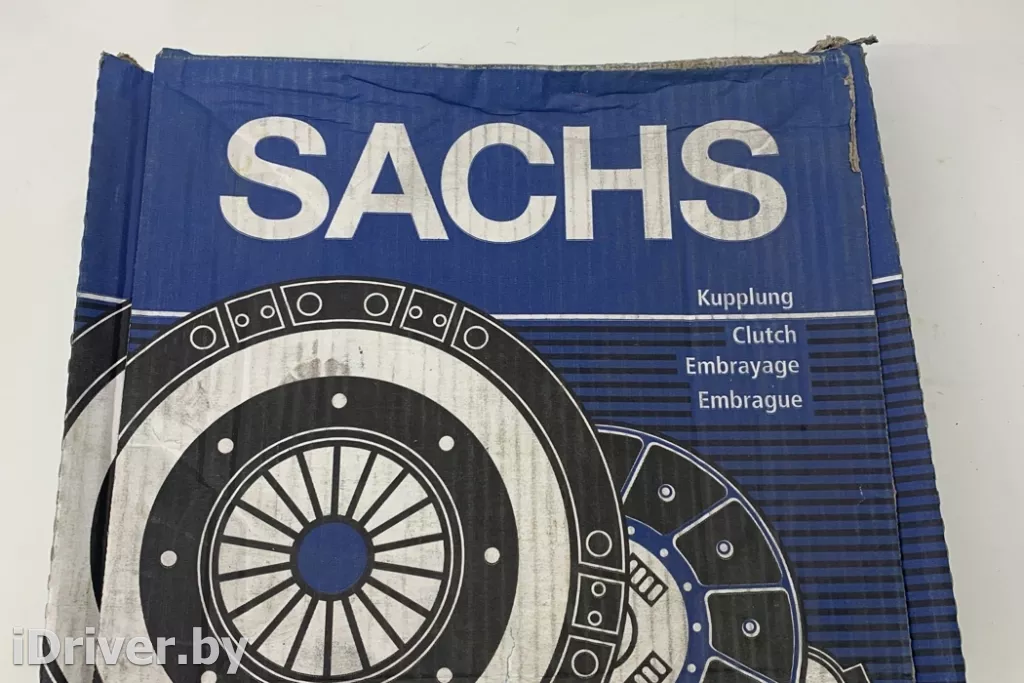 SACHS
Kupplung
Clutch
Embrayage
Embrague
iDriver.by